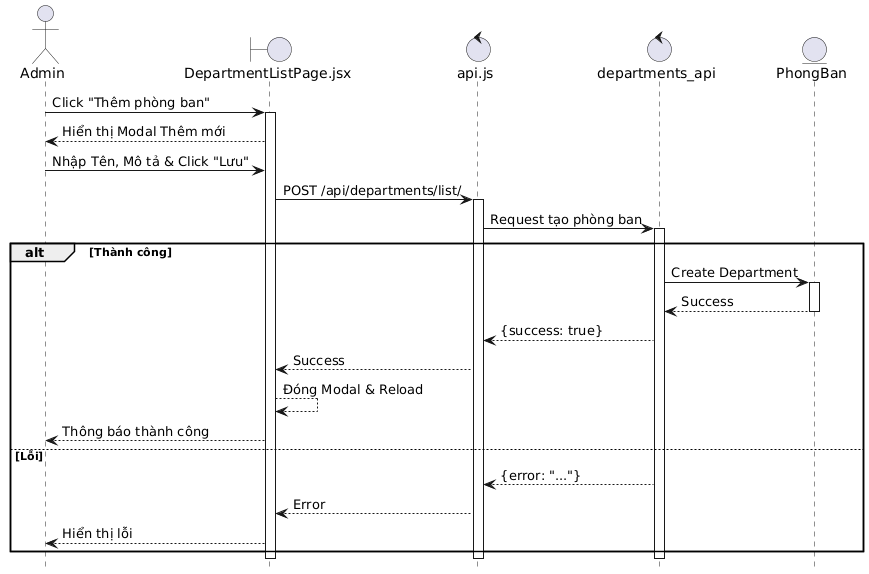 Admin
DepartmentListPage.jsx
api.js
departments_api
PhongBan
Click "Thêm phòng ban"
Hiển thị Modal Thêm mới
Nhập Tên, Mô tả & Click "Lưu"
POST /api/departments/list/
Request tạo phòng ban
alt
[Thành công]
Create Department
Success
{success: true}
Success
Đóng Modal & Reload
Thông báo thành công
[Lỗi]
{error: "..."}
Error
Hiển thị lỗi